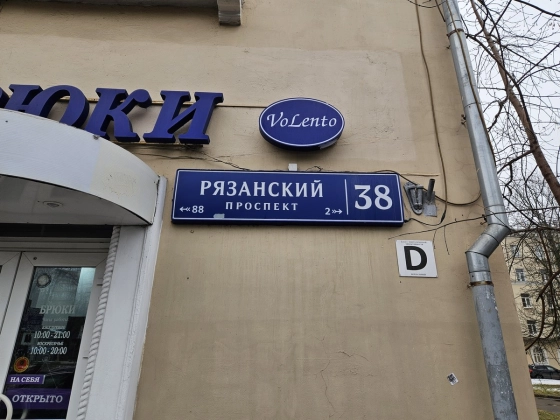 БРЮКИ
VoLento
РЯЗАНСКИЙ
ПРОСПЕКТ
38
88
2
D
БРЮКИ
10:00-21:00
ВОСКРЕСЕНЬЕ
10:00-20:00
НА СЕБЯ
ОТКРЫТО